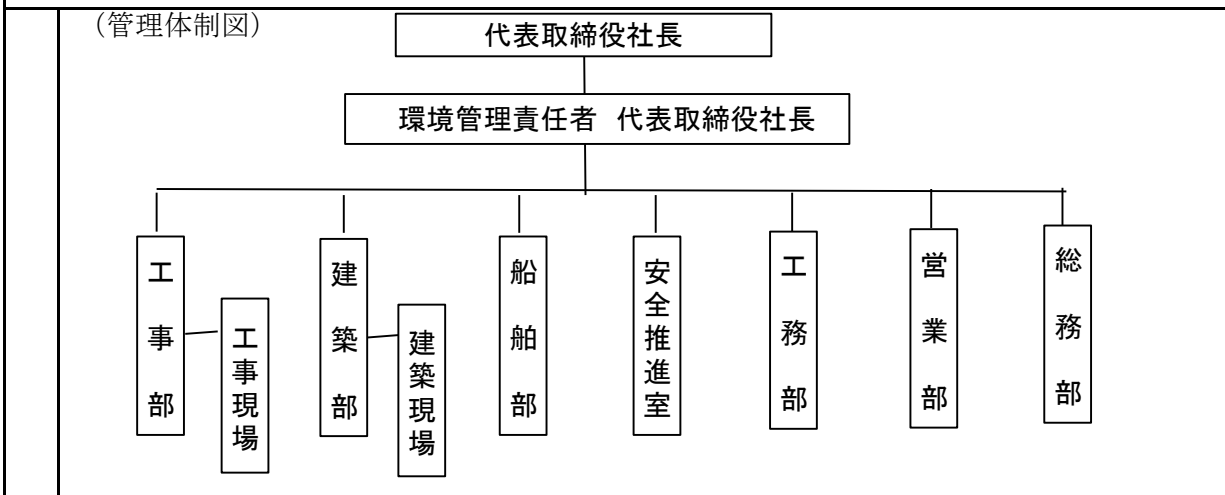 （管理体制図）
代表取締役社長
環境管理責任者 代表取締役社長
工事部
工事現場
建築部
建築現場
船舶部
安全推進室
工務部
営業部
総務部